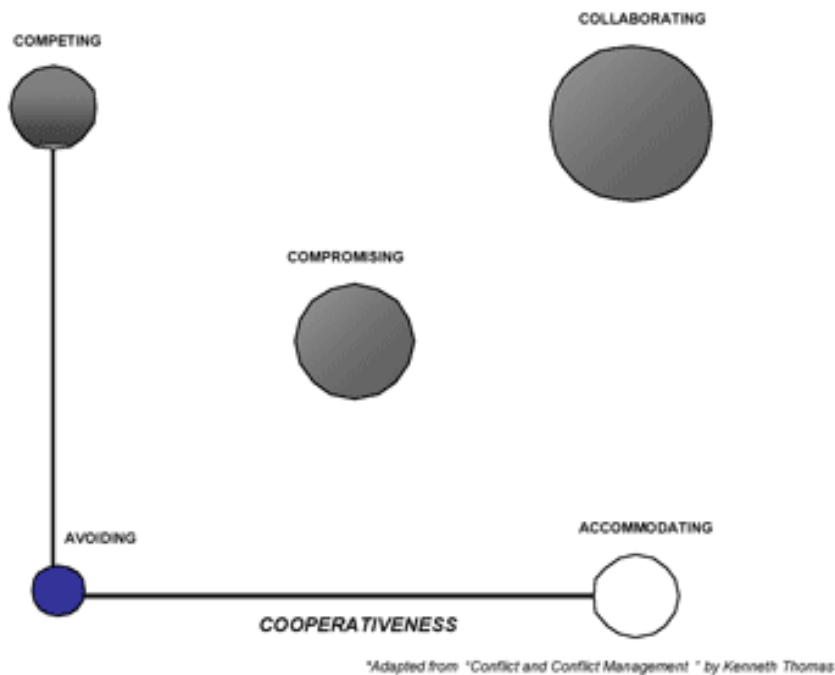 COLLABORATING
COMPETING
COMPROMISING
AVOIDING
ACCOMMODATING
COOPERATIVENESS
"Adapted from "Conflict and Conflict Management " by Kenneth Thomas